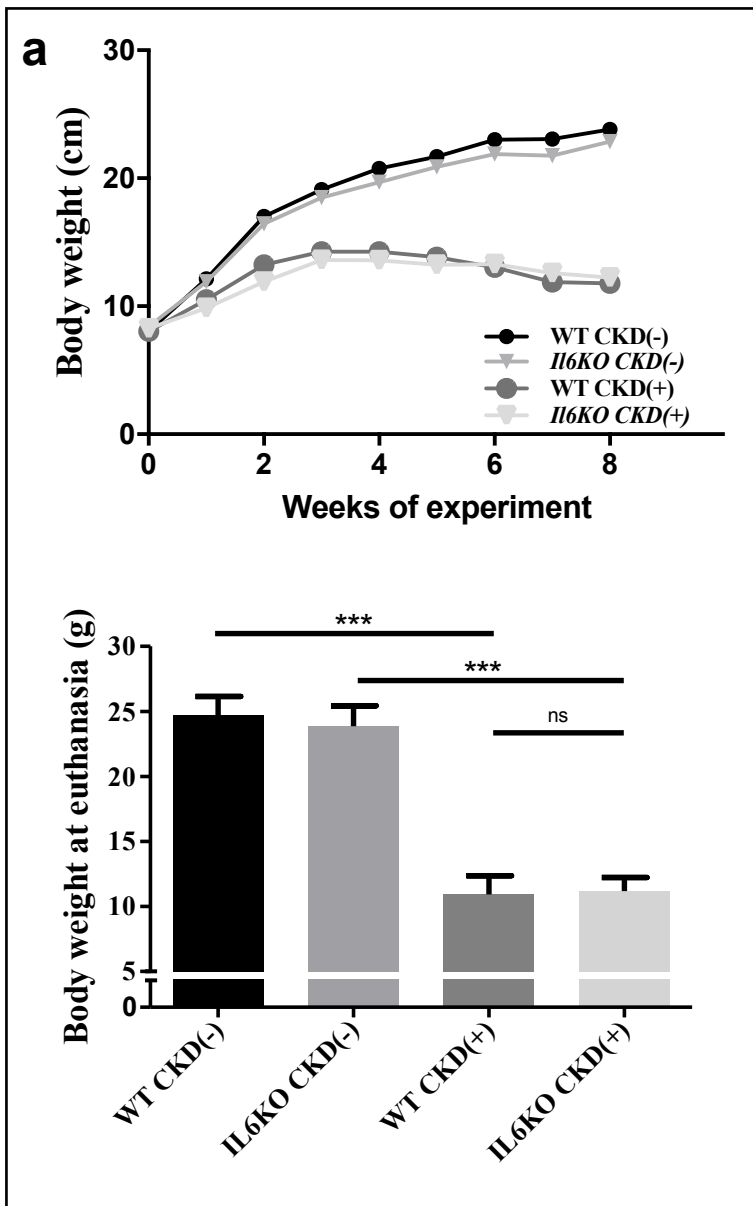 a
30
20
10
0
Body weight (cm)
WT CKD(-)
Il6KO CKD(-)
WT CKD(+)
Il6KO CKD(+)
0 2 4 6 8
Weeks of experiment
Body weight at euthanasia (g)
30
25
20
15
10
5
0
***
***
ns
WT CKD(-)
IL6KO CKD(-)
WT CKD(+)
IL6KO CKD(+)